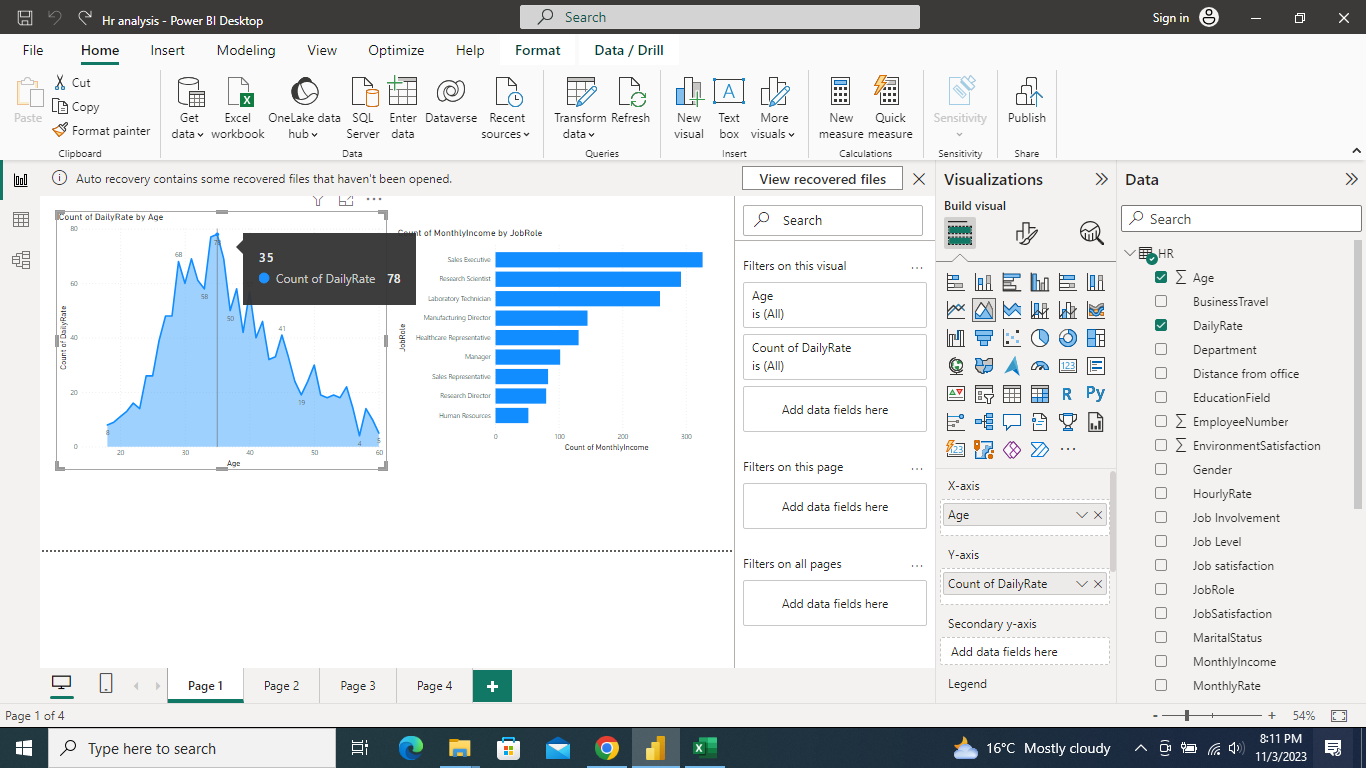 Hr analysis - Power BI Desktop
Search
Sign in
File
Home
Insert
Modeling
View
Optimize
Help
Format
Data / Drill
Paste
Cut
Copy
Format painter
Clipboard
Get data
Excel workbook
OneLake data hub
SQL Server
Enter data
Dataverse
Recent sources
Data
Transform data
Refresh
Queries
New visual
Text box
More visuals
Insert
New measure
Quick measure
Calculations
Sensitivity
Sensitivity
Publish
Share
Auto recovery contains some recovered files that haven't been opened.
View recovered files
Count of DailyRate by Age
Count of DailyRate
80
60
40
20
0
8
68
58
78
50
41
19
4
5
20
30
40
50
60
Age
35
Count of DailyRate 78
Count of MonthlyIncome by JobRole
JobRole
Sales Executive
Research Scientist
Laboratory Technician
Manufacturing Director
Healthcare Representative
Manager
Sales Representative
Research Director
Human Resources
0
100
200
300
Count of MonthlyIncome
Search
Filters on this visual
...
Age
is (All)
Count of DailyRate
is (All)
Add data fields here
Filters on this page
...
Add data fields here
Filters on all pages
...
Add data fields here
Visualizations
Build visual
123
R
Py
123
X-axis
Age
Y-axis
Count of DailyRate
Secondary y-axis
Add data fields here
Legend
Data
Search
HR
Age
BusinessTravel
DailyRate
Department
Distance from office
EducationField
EmployeeNumber
EnvironmentSatisfaction
Gender
HourlyRate
Job Involvement
Job Level
Job satisfaction
JobRole
JobSatisfaction
MaritalStatus
MonthlyIncome
MonthlyRate
Page 1
Page 2
Page 3
Page 4
Page 1 of 4
54%
Type here to search
16°C Mostly cloudy
8:11 PM
11/3/2023